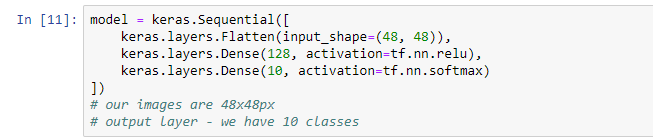 In [11]: model = keras.Sequential([
    keras.layers.Flatten(input_shape=(48, 48)),
    keras.layers.Dense(128, activation=tf.nn.relu),
    keras.layers.Dense(10, activation=tf.nn.softmax)
])
# our images are 48x48px
# output layer - we have 10 classes